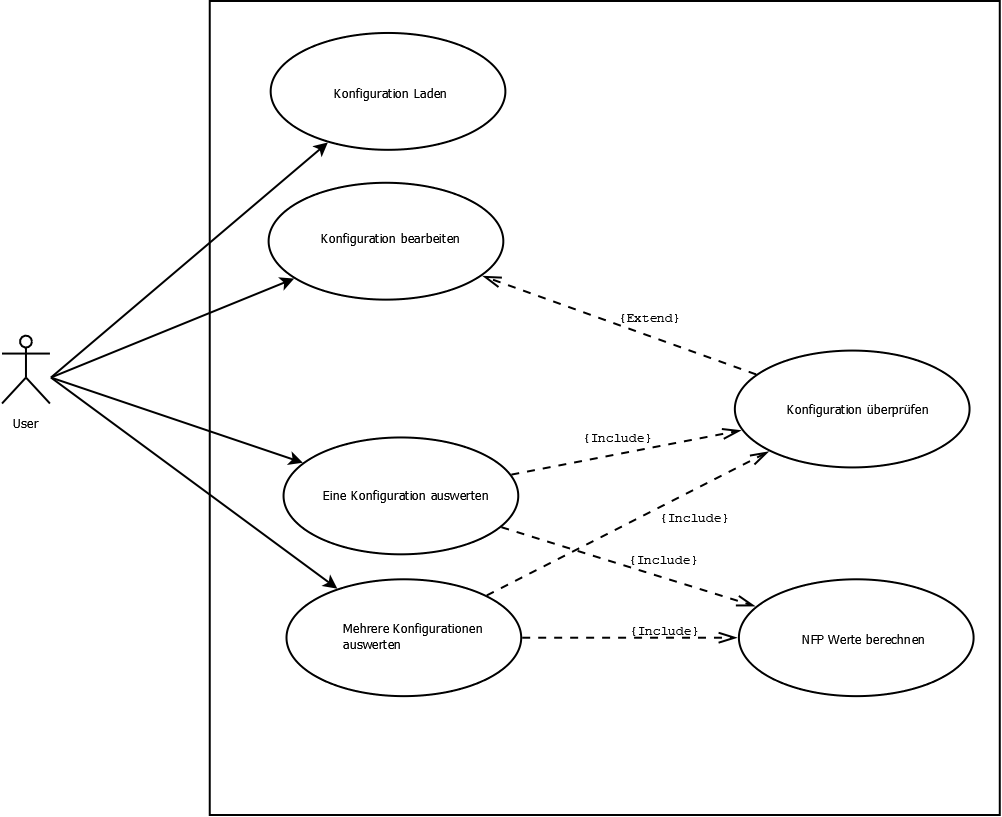 Konfiguration Laden
Konfiguration bearbeiten
{Extend}
Konfiguration überprüfen
User
{Include}
Eine Konfiguration auswerten
{Include}
{Include}
Mehrere Konfigurationen
auswerten
{Include}
NFP Werte berechnen